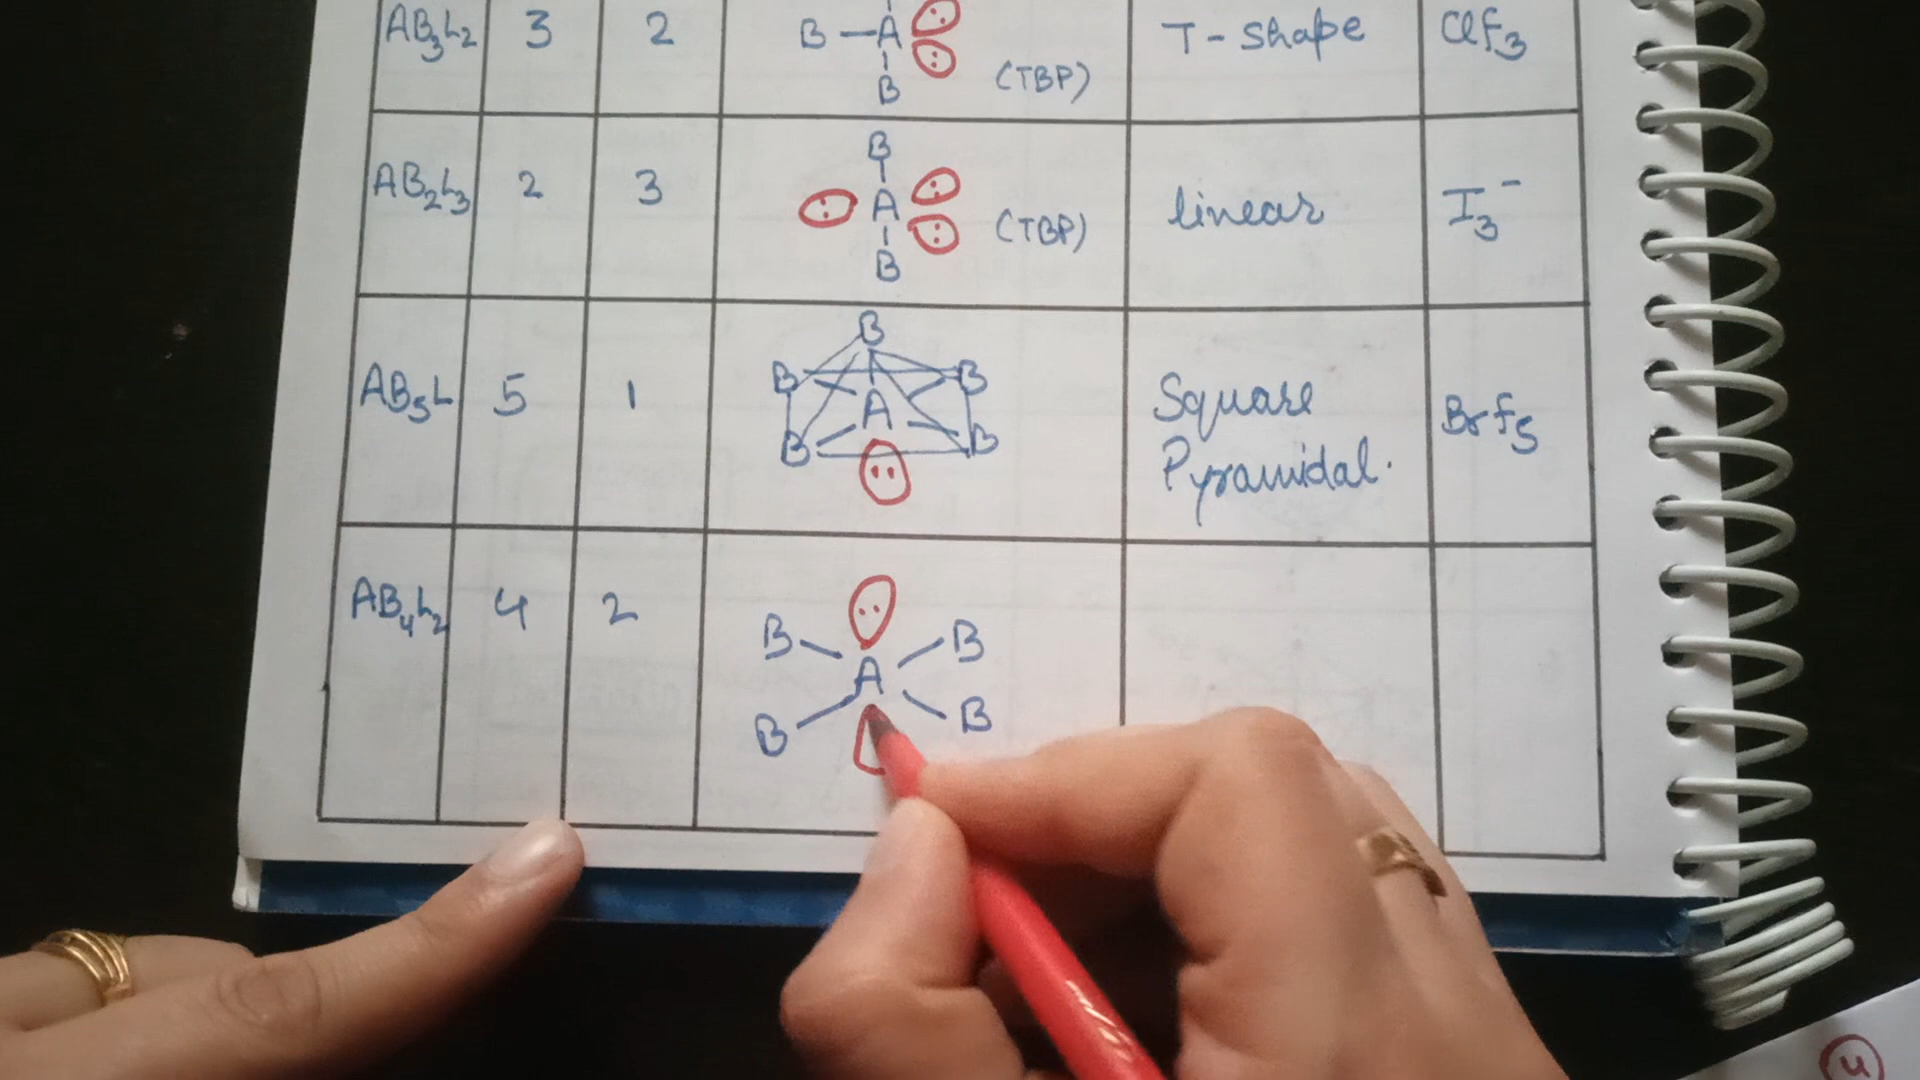 AB₃L₂ 3 2 B—A B (TBP) T-shape ClF₃
AB₂L₃ 2 3 B A B (TBP) linear I₃⁻
B
B B
AB₅L 5 1 A Square BrF₅
B B Pyramidal.
AB₄L₂ 4 2 B B
A
B B
4